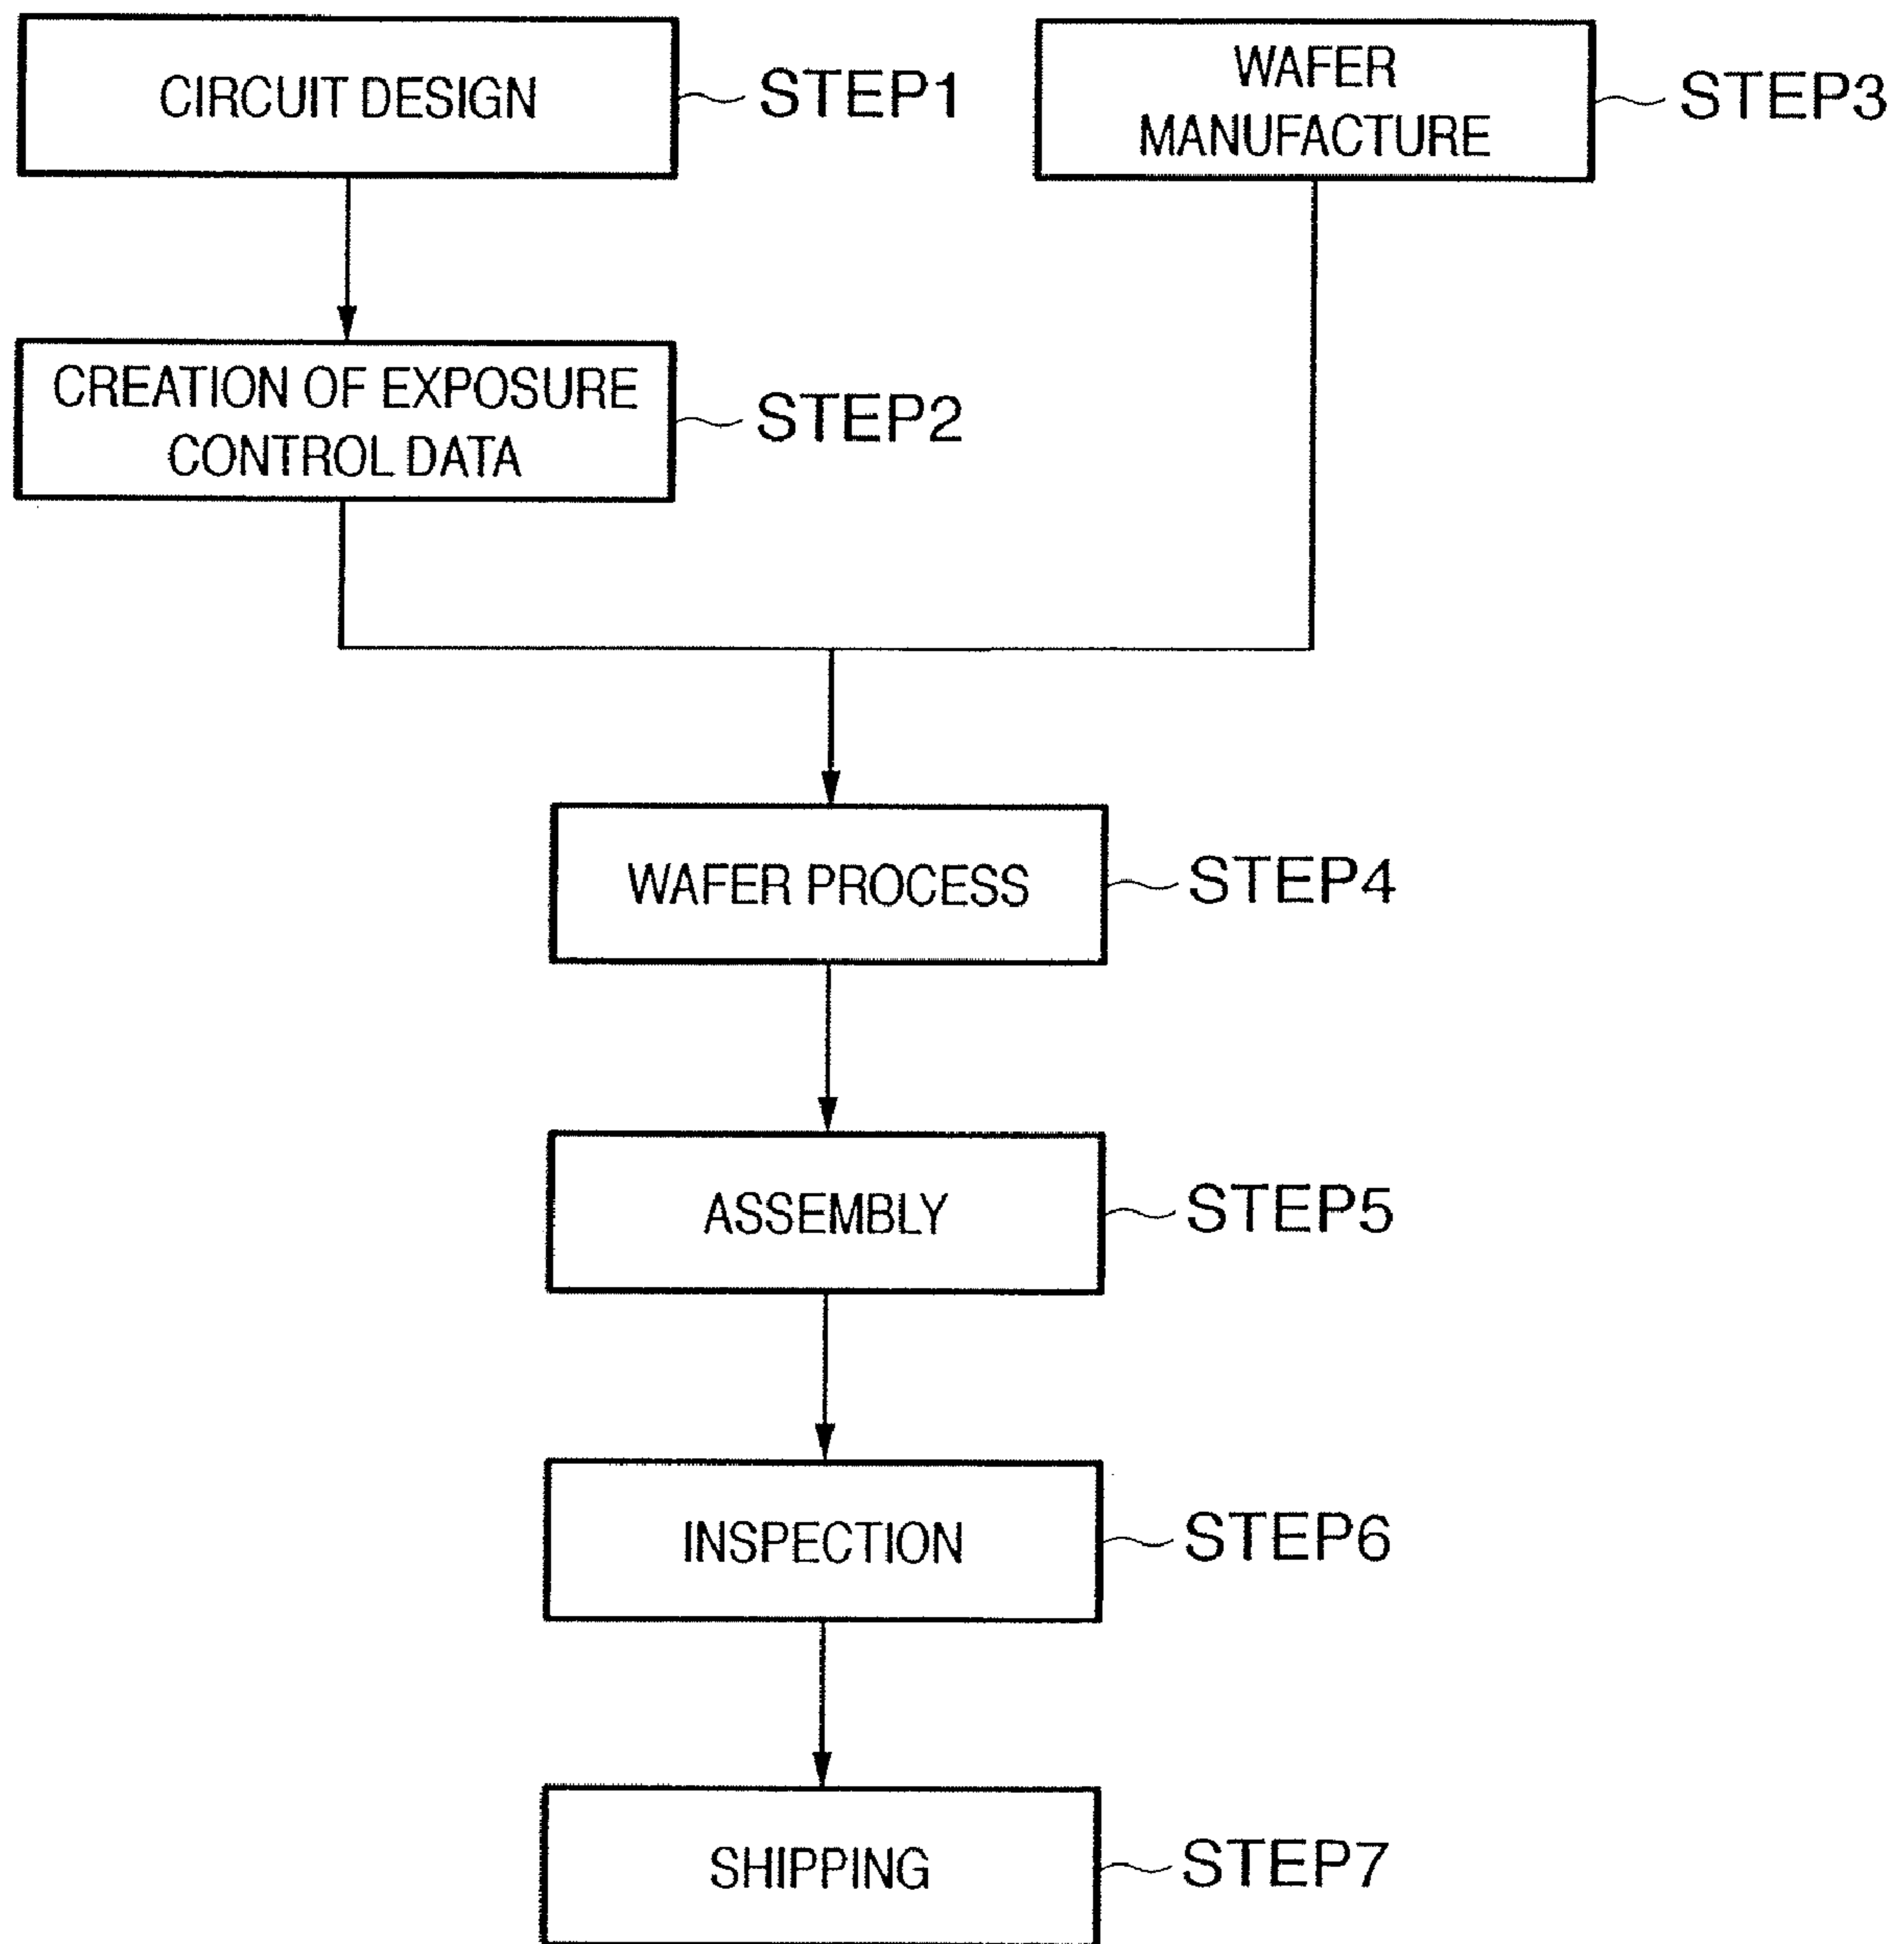 CIRCUIT DESIGN
STEP1
WAFER
MANUFACTURE
STEP3
CREATION OF EXPOSURE
CONTROL DATA
STEP2
WAFER PROCESS
STEP4
ASSEMBLY
STEP5
INSPECTION
STEP6
SHIPPING
STEP7